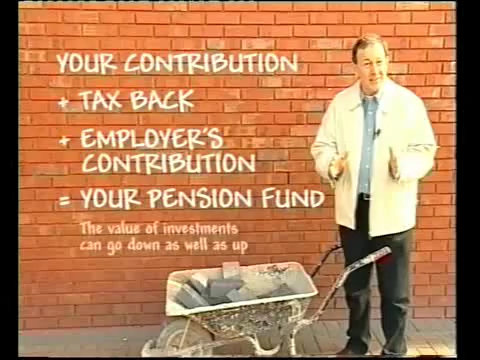 YOUR CONTRIBUTION
+ TAX BACK
+ EMPLOYER'S
CONTRIBUTION
= YOUR PENSION FUND
The value of investments
can go down as well as up